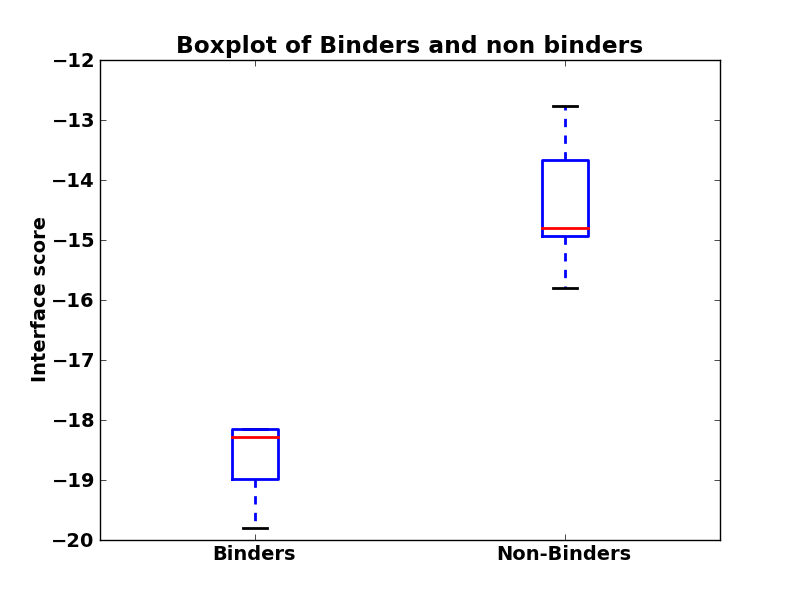 Boxplot of Binders and non binders
Interface score
−12
−13
−14
−15
−16
−17
−18
−19
−20
Binders
Non-Binders